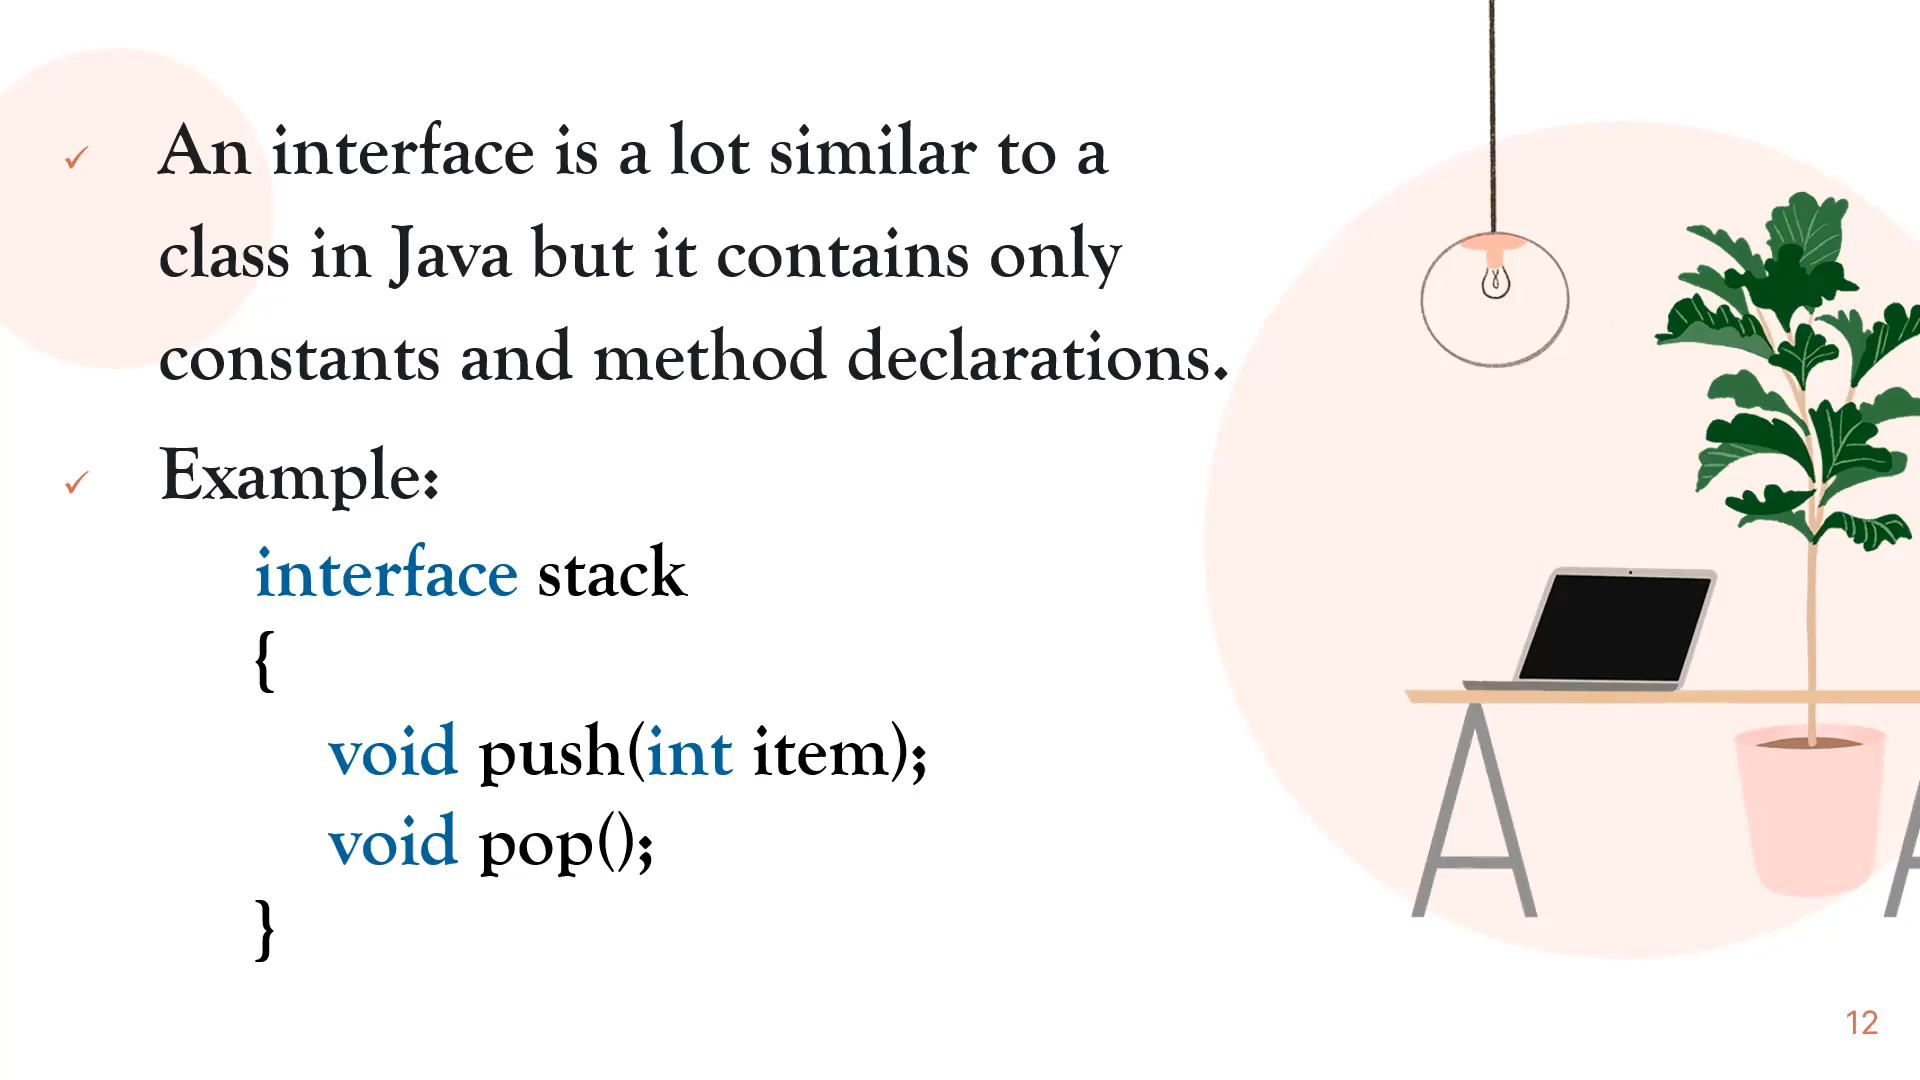 An interface is a lot similar to a
class in Java but it contains only
constants and method declarations.
Example:
interface stack
{
void push(int item);
void pop();
}
12